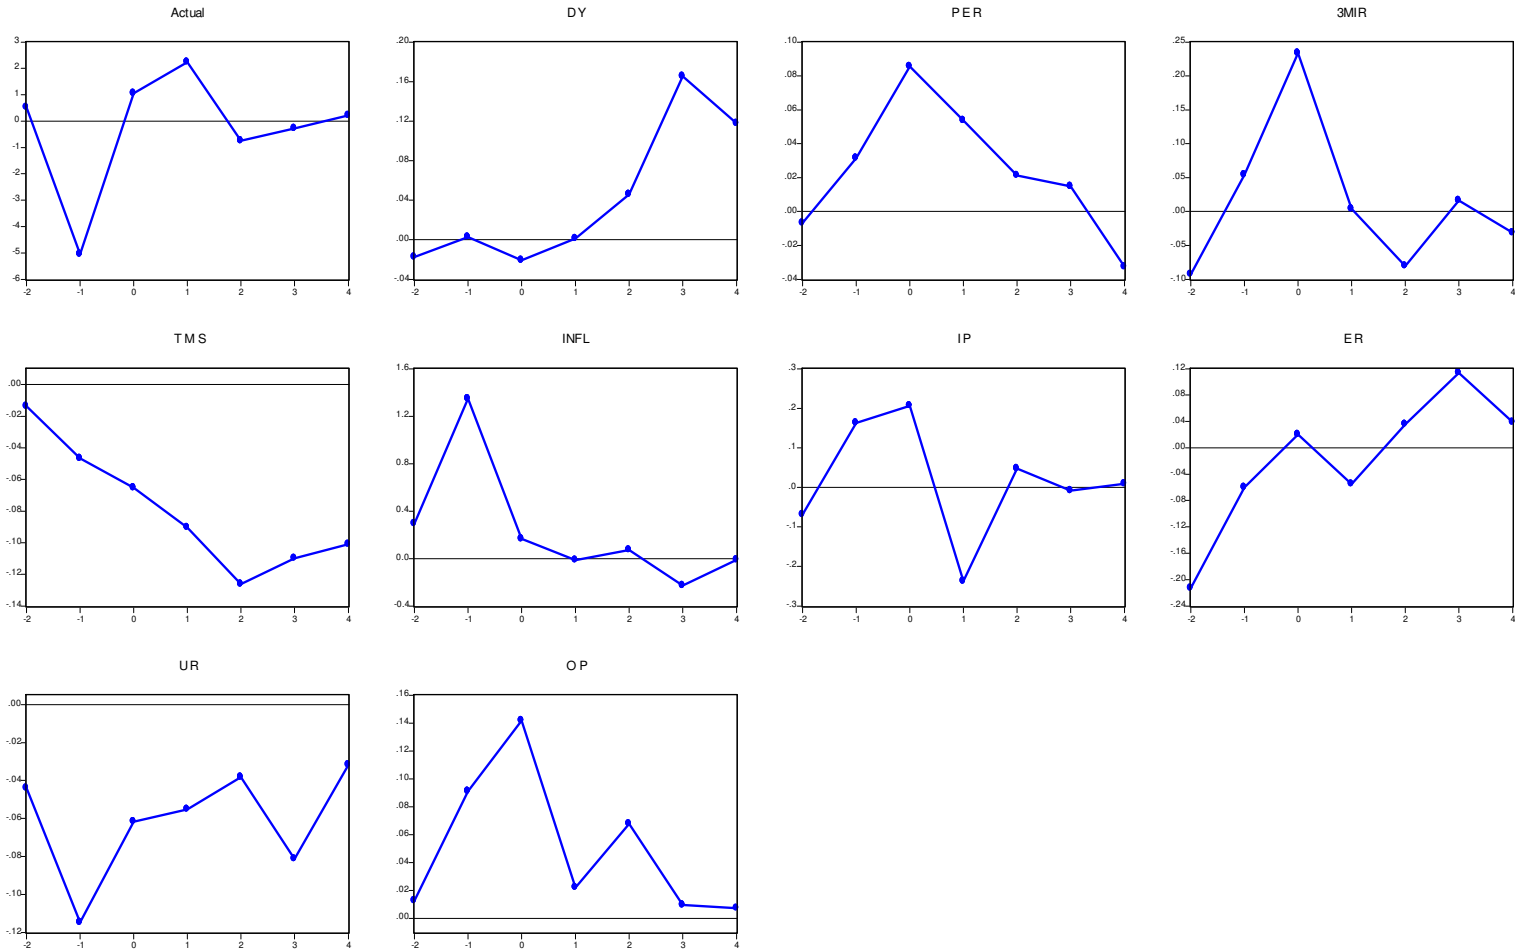 Actual DY PER 3MIR
3 .20 .10 .25
2 .16 .08 .20
1 .12 .06 .15
0 .08 .04 .10
-1 .04 .02 .05
-2 .00 .00 .00
-3 -.04 -.02 -.05
-4 -.04 -.10
-5
-6
-2 -1 0 1 2 3 4 -2 -1 0 1 2 3 4 -2 -1 0 1 2 3 4 -2 -1 0 1 2 3 4
TMS INFL IP ER
.00 1.6 .3 .12
-.02 1.2 .2 .08
-.04 0.8 .1 .04
-.06 0.4 .0 .00
-.08 0.0 -.1 -.04
-.10 -0.4 -.2 -.08
-.12 -.3 -.12
-.14 -.16
-.20
-.24
-2 -1 0 1 2 3 4 -2 -1 0 1 2 3 4 -2 -1 0 1 2 3 4 -2 -1 0 1 2 3 4
UR OP
.00 .16
-.02 .14
-.04 .12
-.06 .10
-.08 .08
-.10 .06
-.12 .04
.02
.00
-2 -1 0 1 2 3 4 -2 -1 0 1 2 3 4